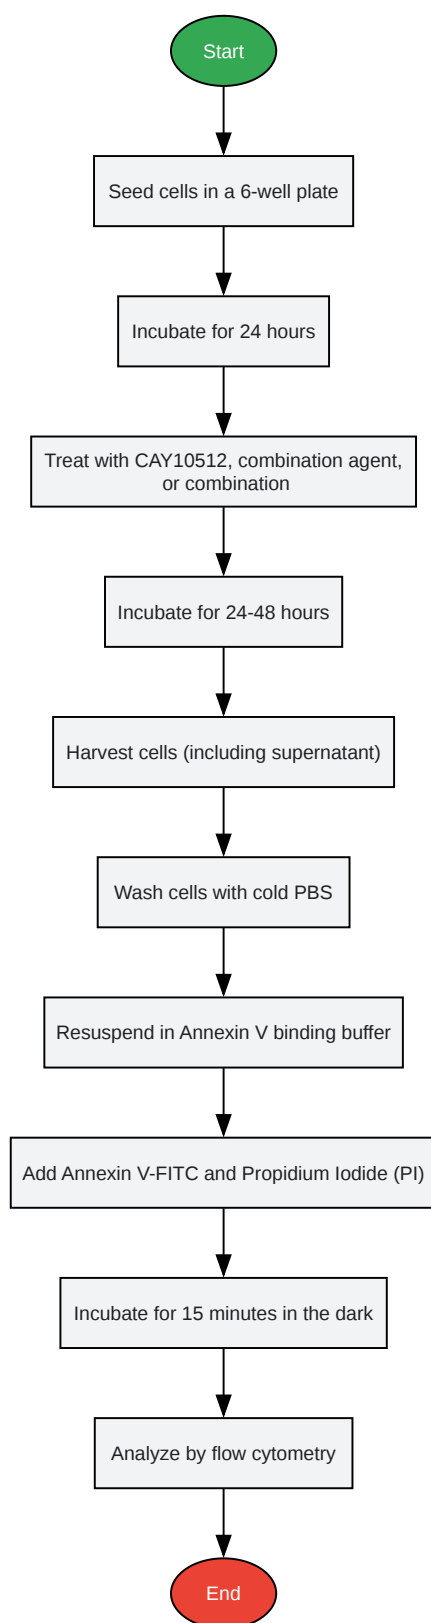 Start
Seed cells in a 6-well plate
Incubate for 24 hours
Treat with CAY10512, combination agent,
or combination
Incubate for 24-48 hours
Harvest cells (including supernatant)
Wash cells with cold PBS
Resuspend in Annexin V binding buffer
Add Annexin V-FITC and Propidium Iodide (PI)
Incubate for 15 minutes in the dark
Analyze by flow cytometry
End